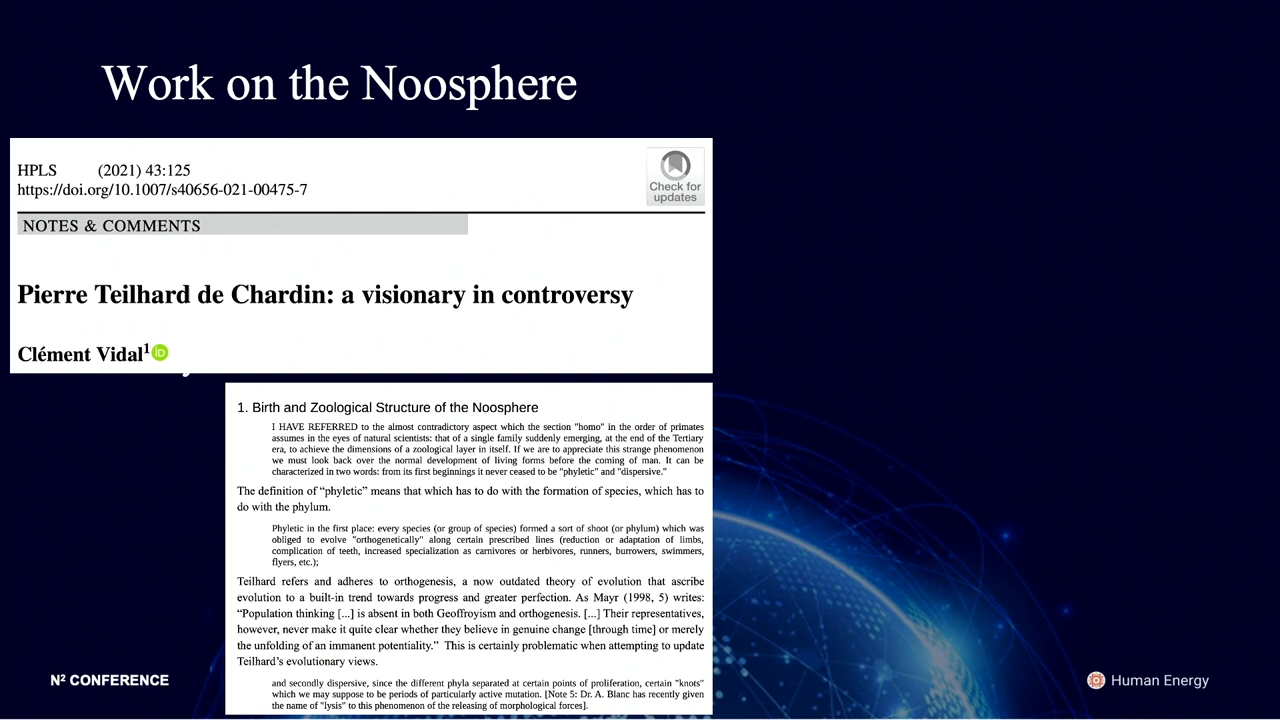 Work on the Noosphere
HPLS (2021) 43:125
https://doi.org/10.1007/s40656-021-00475-7
Check for
updates
NOTES & COMMENTS
Pierre Teilhard de Chardin: a visionary in controversy
Clément Vidal1 iD
1. Birth and Zoological Structure of the Noosphere
I HAVE REFERRED to the almost contradictory aspect which the section "homo" in the order of primates
assumes in the eyes of natural scientists: that of a single family suddenly emerging, at the end of the Tertiary
era, to achieve the dimensions of a zoological layer in itself. If we are to appreciate this strange phenomenon
we must look back over the normal development of living forms before the coming of man. It can be
characterized in two words: from its first beginnings it never ceased to be "phyletic" and "dispersive."
The definition of “phyletic” means that which has to do with the formation of species, which has to
do with the phylum.
Phyletic in the first place: every species (or group of species) formed a sort of shoot (or phylum) which was
obliged to evolve "orthogenetically" along certain prescribed lines (reduction or adaptation of limbs,
complication of teeth, increased specialization as carnivores or herbivores, runners, burrowers, swimmers,
flyers, etc.);
Teilhard refers and adheres to orthogenesis, a now outdated theory of evolution that ascribe
evolution to a built-in trend towards progress and greater perfection. As Mayr (1998, 5) writes:
“Population thinking [...] is absent in both Geoffroyism and orthogenesis. [...] Their representatives,
however, never make it quite clear whether they believe in genuine change [through time] or merely
the unfolding of an immanent potentiality.” This is certainly problematic when attempting to update
Teilhard’s evolutionary views.
and secondly dispersive, since the different phyla separated at certain points of proliferation, certain "knots"
which we may suppose to be periods of particularly active mutation. [Note 5: Dr. A. Blanc has recently given
the name of "lysis" to this phenomenon of the releasing of morphological forces].
N² CONFERENCE
Human Energy